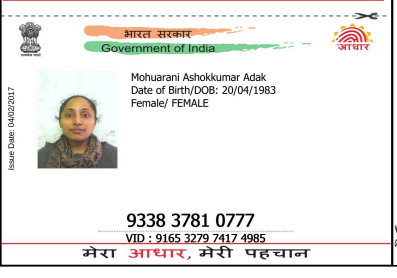 भारत सरकार
Government of India
आधार
Mohuarani Ashokkumar Adak
Date of Birth/DOB: 20/04/1983
Female/ FEMALE
Issue Date: 04/02/2017
9338 3781 0777
VID : 9165 3279 7417 4985
मेरा आधार, मेरी पहचान